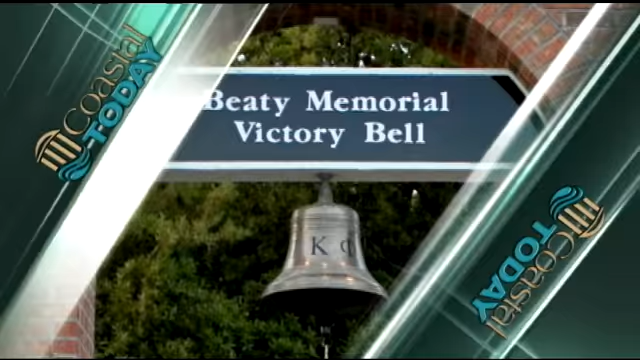 Coastal
TODAY
Beaty Memorial
Victory Bell
K Φ
Coastal
TODAY